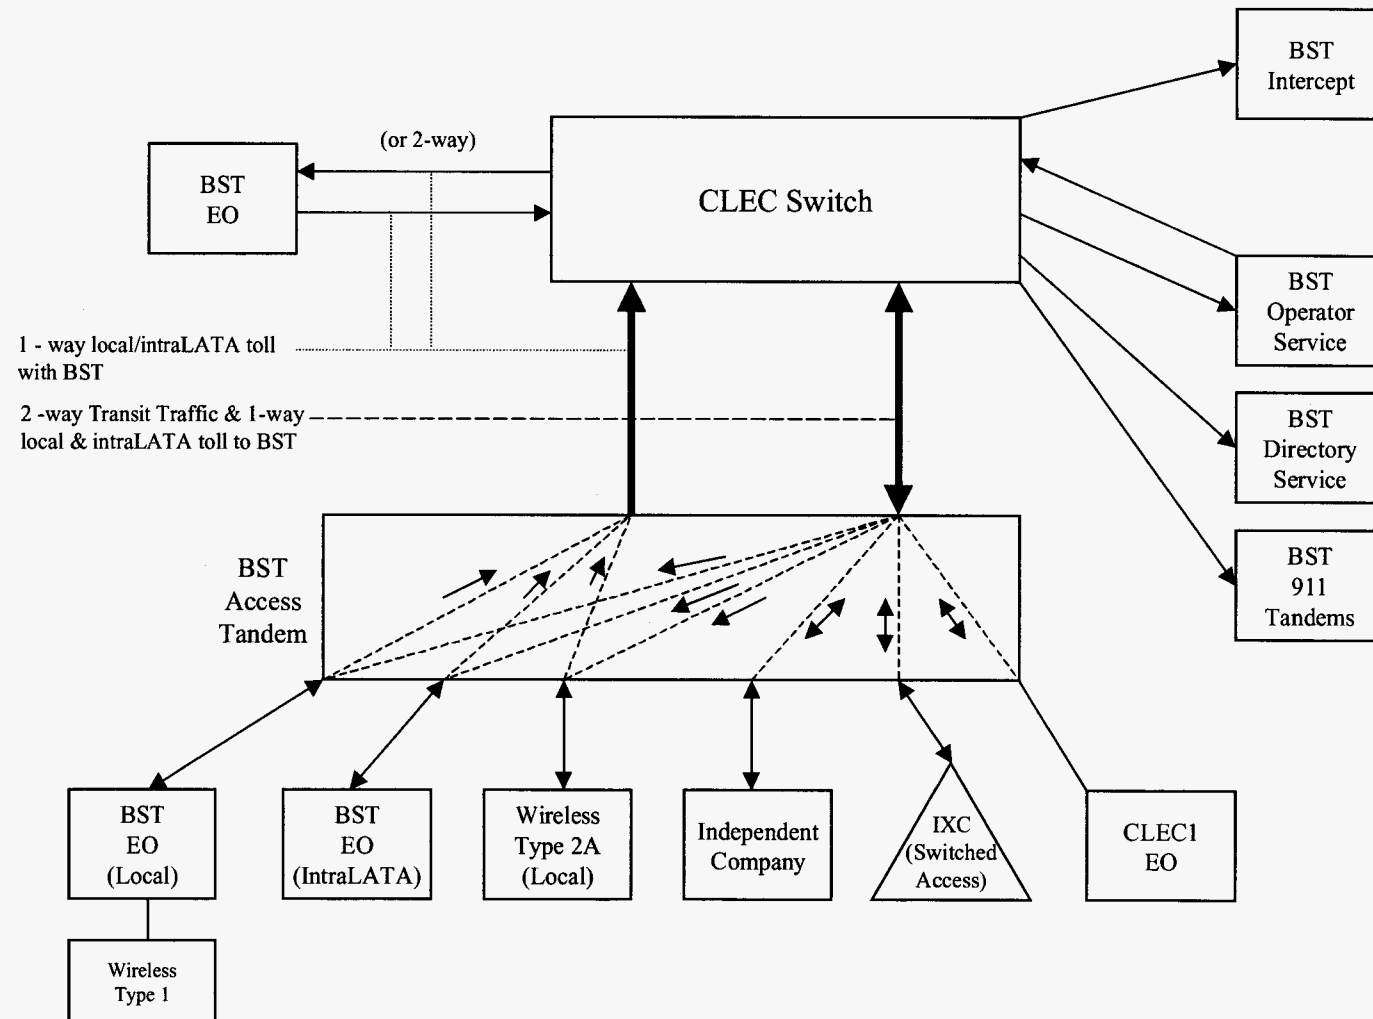 BST
Intercept
(or 2-way)
BST
EO
CLEC Switch
BST
Operator
Service
1 - way local/intraLATA toll
with BST
2 -way Transit Traffic & 1-way
local & intraLATA toll to BST
BST
Directory
Service
BST
911
Tandems
BST
Access
Tandem
BST
EO
(Local)
BST
EO
(IntraLATA)
Wireless
Type 2A
(Local)
Independent
Company
IXC
(Switched
Access)
CLEC1
EO
Wireless
Type 1